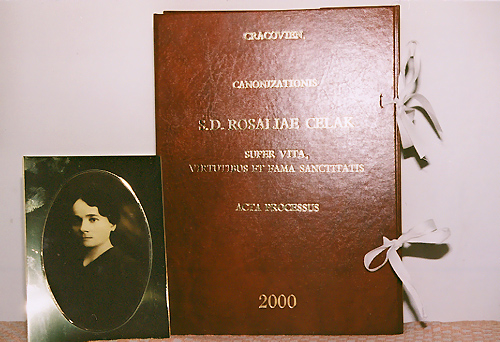 CRACOVIEN,
CANONIZATIONIS
S.D. ROSALIAE CELAK
SUPER VITA,
VIRTUTIBUS ET FAMA SANCTITATIS
ACTA PROCESSUS
2000